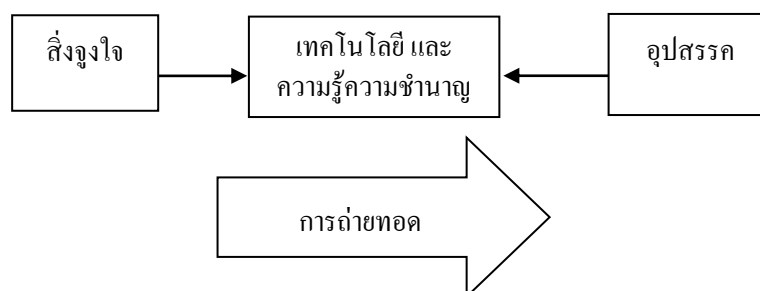 สิ่งจูงใจ
เทคโนโลยี และ
ความรู้ความชำนาญ
อุปสรรค
การถ่ายทอด